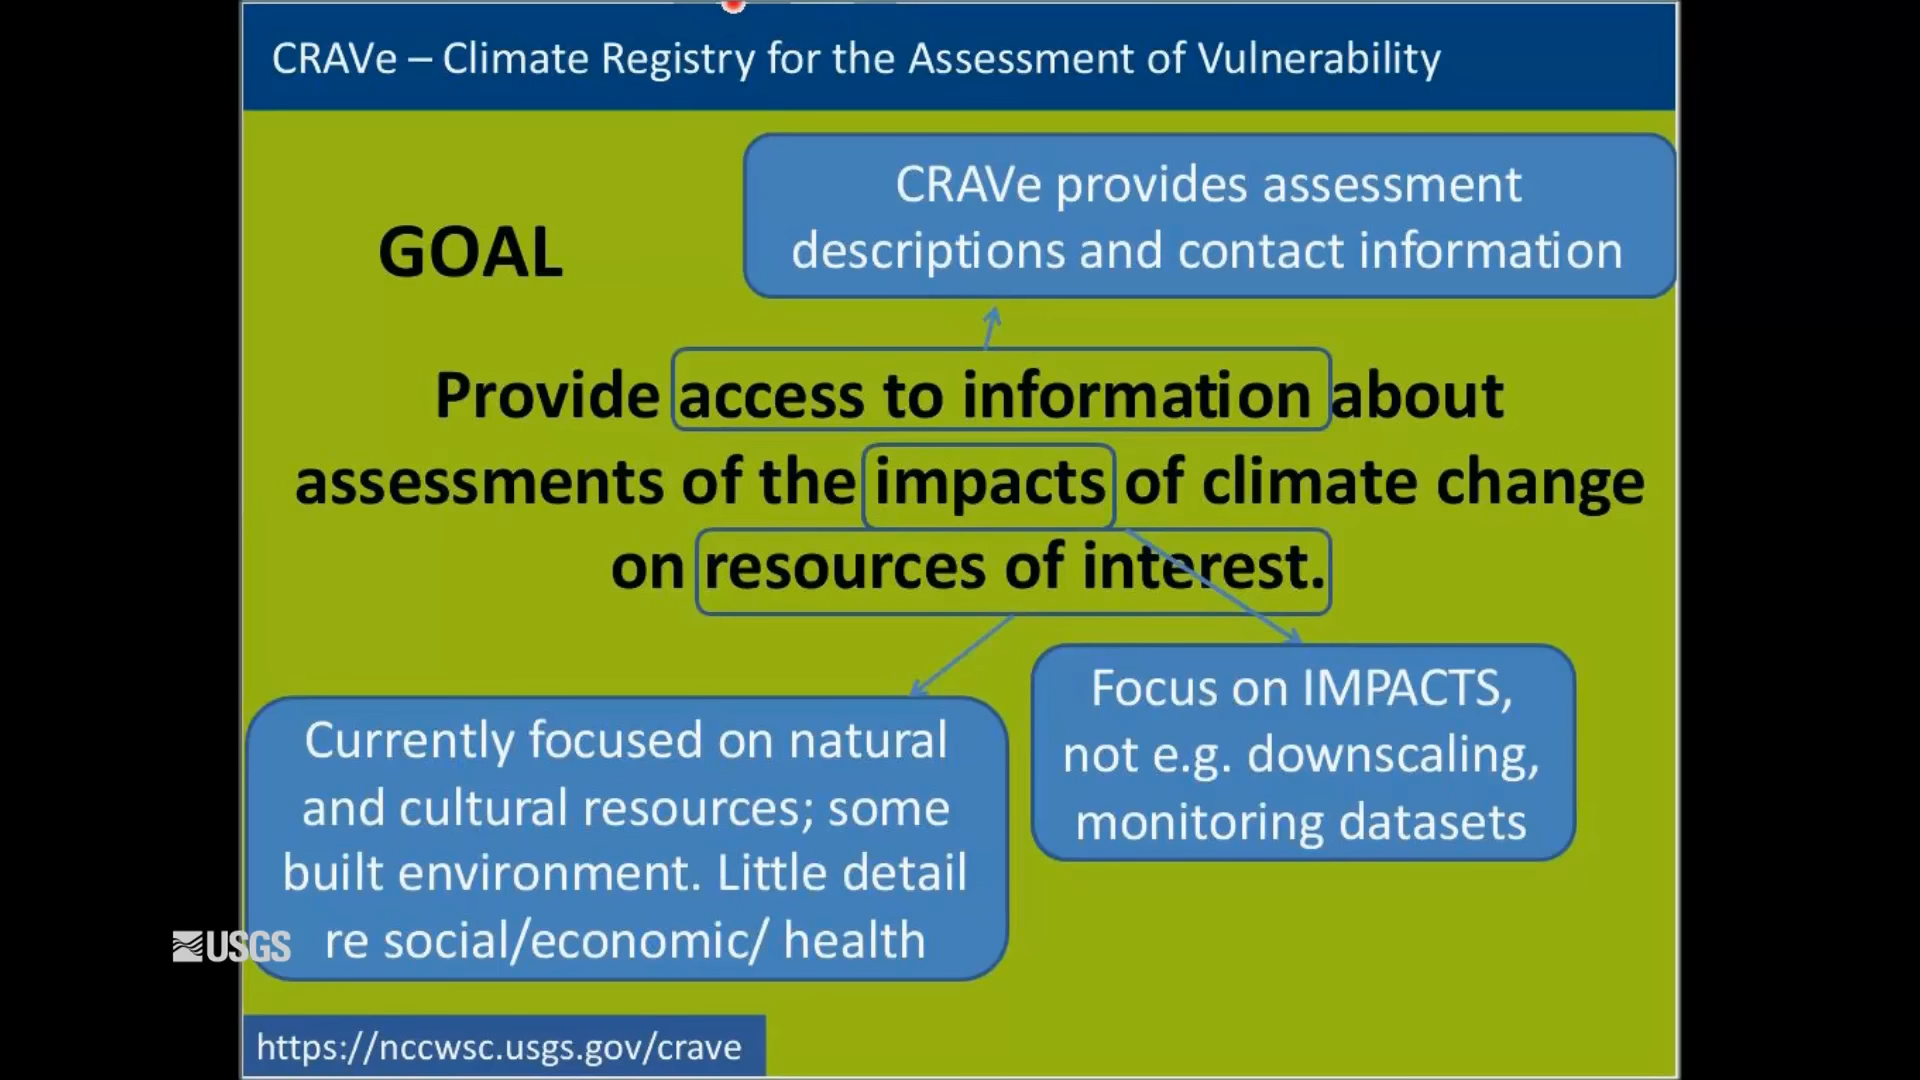 CRAVe – Climate Registry for the Assessment of Vulnerability
CRAVe provides assessment
descriptions and contact information
GOAL
Provide access to information about
assessments of the impacts of climate change
on resources of interest.
Focus on IMPACTS,
not e.g. downscaling,
monitoring datasets
Currently focused on natural
and cultural resources; some
built environment. Little detail
re social/economic/ health
USGS
https://nccwsc.usgs.gov/crave